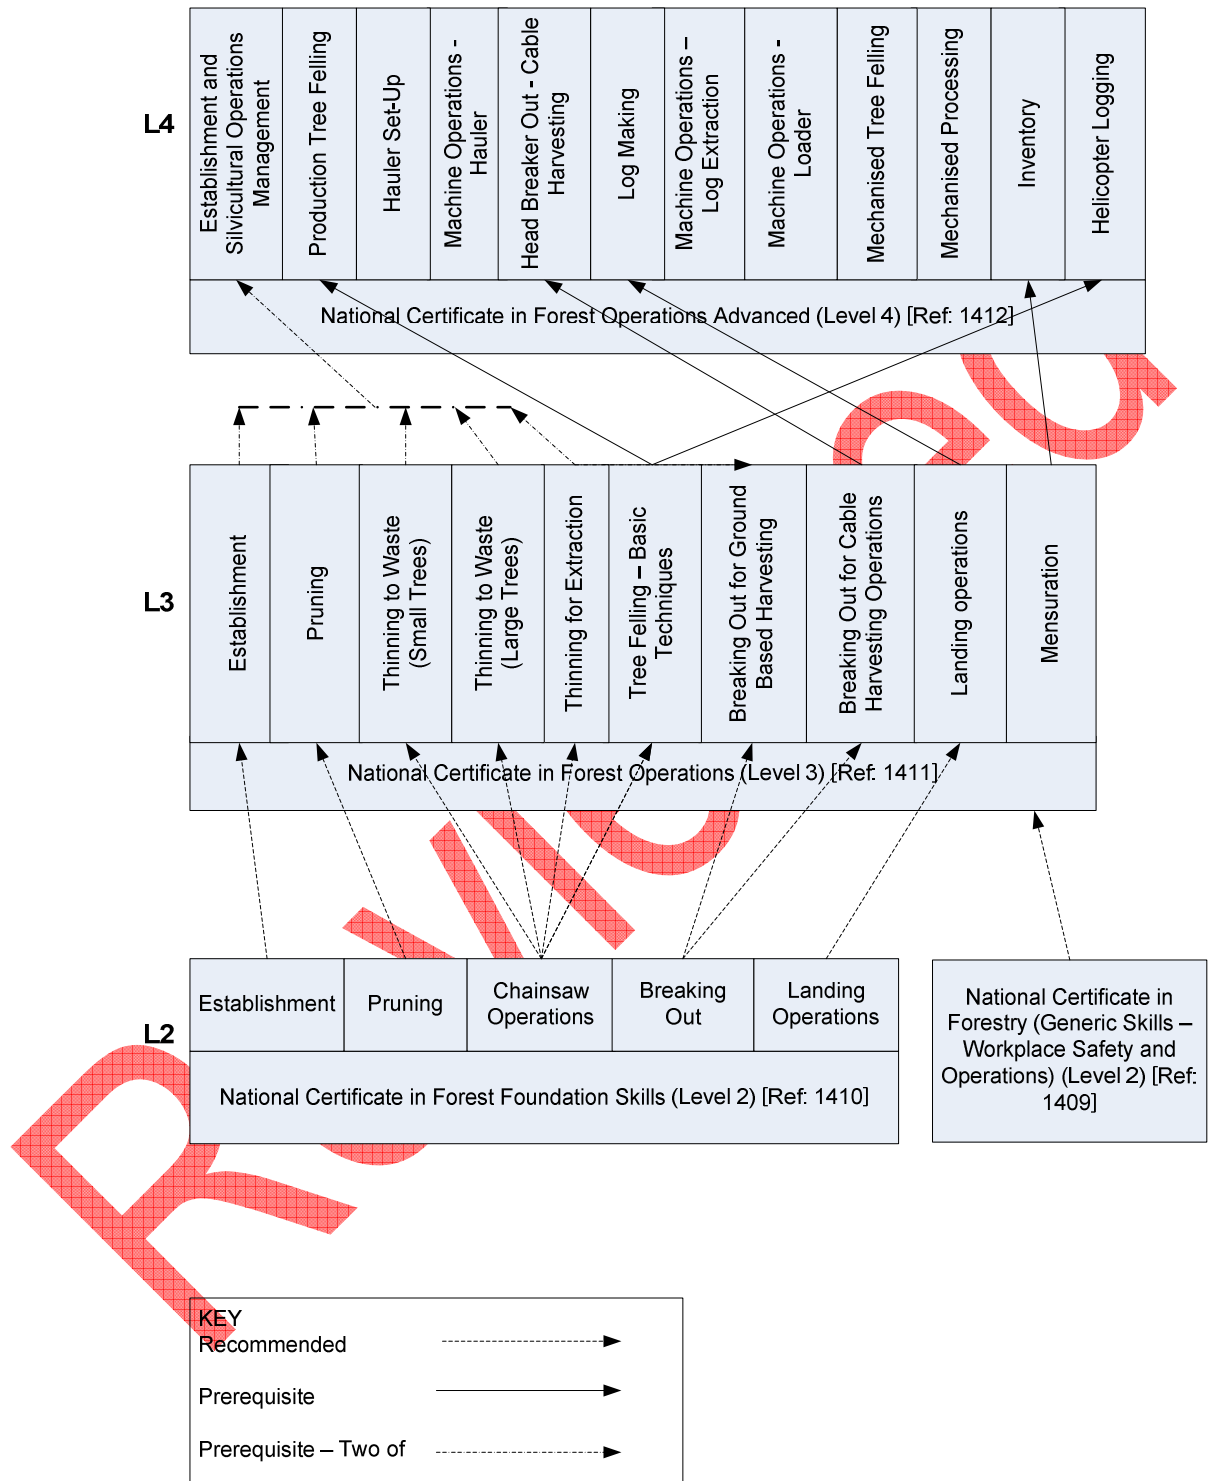 L4
Establishment and
Silvicultural Operations
Management
Production Tree Felling
Hauler Set-Up
Machine Operations -
Hauler
Head Breaker Out - Cable
Harvesting
Log Making
Machine Operations –
Log Extraction
Machine Operations -
Loader
Mechanised Tree Felling
Mechanised Processing
Inventory
Helicopter Logging
National Certificate in Forest Operations Advanced (Level 4) [Ref: 1412]
L3
Establishment
Pruning
Thinning to Waste
(Small Trees)
Thinning to Waste
(Large Trees)
Thinning for Extraction
Tree Felling – Basic
Techniques
Breaking Out for Ground
Based Harvesting
Breaking Out for Cable
Harvesting Operations
Landing operations
Mensuration
National Certificate in Forest Operations (Level 3) [Ref: 1411]
L2
Establishment
Pruning
Chainsaw
Operations
Breaking
Out
Landing
Operations
National Certificate in Forest Foundation Skills (Level 2) [Ref: 1410]
National Certificate in
Forestry (Generic Skills –
Workplace Safety and
Operations) (Level 2) [Ref:
1409]
KEY
Recommended
Prerequisite
Prerequisite – Two of